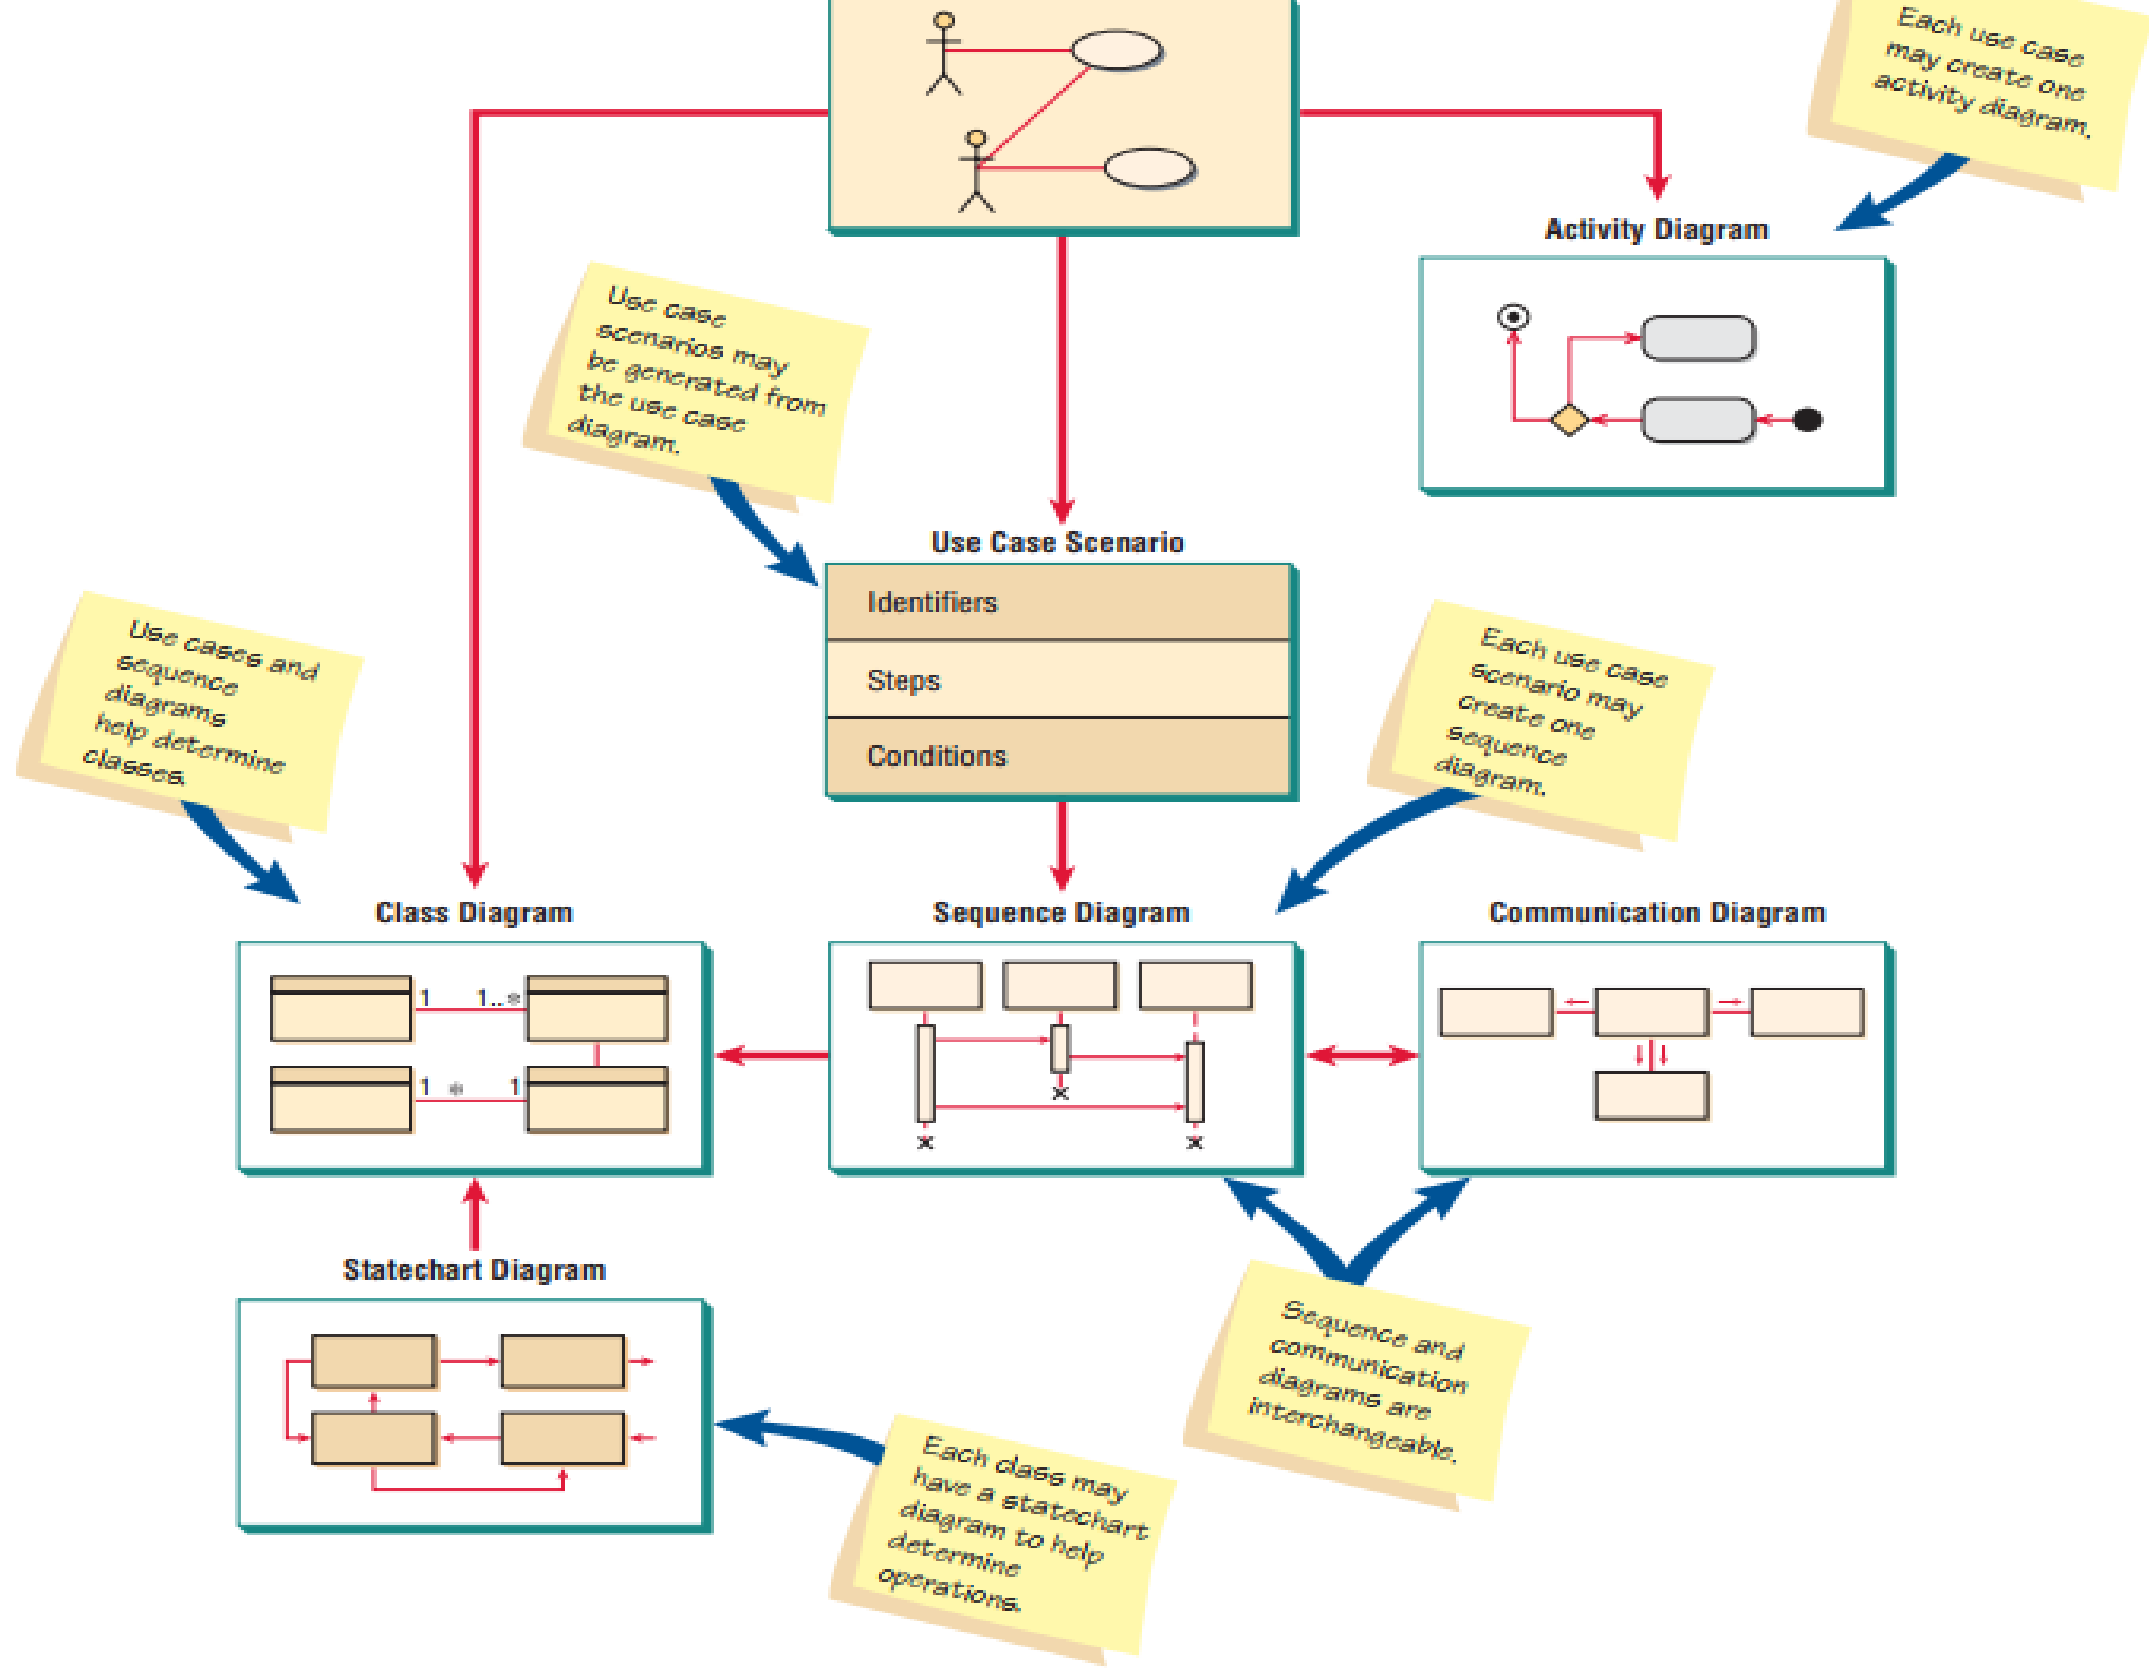 Each use case
may create one
activity diagram.
Activity Diagram
Use case
scenarios may
be generated from
the use case
diagram.
Use Case Scenario
Identifiers
Steps
Conditions
Use cases and
sequence
diagrams
help determine
classes.
Each use case
scenario may
create one
sequence
diagram.
Class Diagram
1 1..*
1 * 1
Sequence Diagram
Communication Diagram
Statechart Diagram
Sequence and
communication
diagrams are
interchangeable.
Each class may
have a statechart
diagram to help
determine
operations.